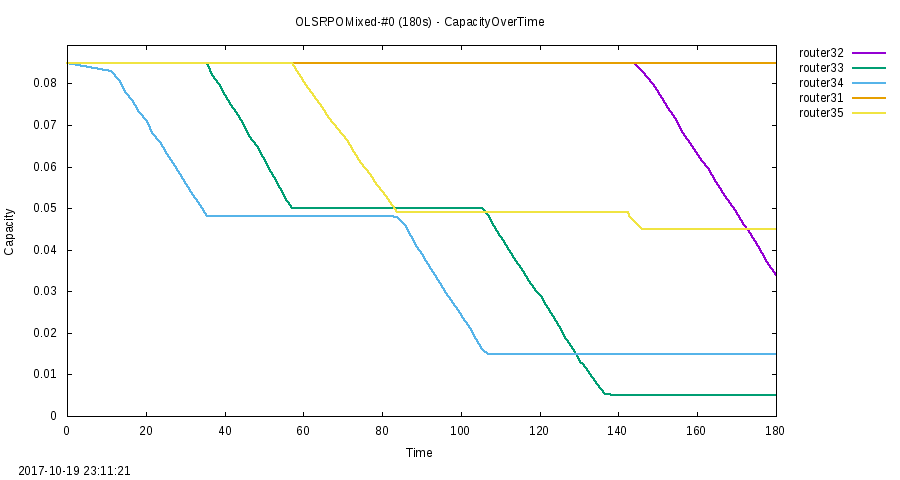 OLSRPOMixed-#0 (180s) - CapacityOverTime
router32
router33
router34
router31
router35
0.08
0.07
0.06
0.05
0.04
0.03
0.02
0.01
0
Capacity
0 20 40 60 80 100 120 140 160 180
Time
2017-10-19 23:11:21